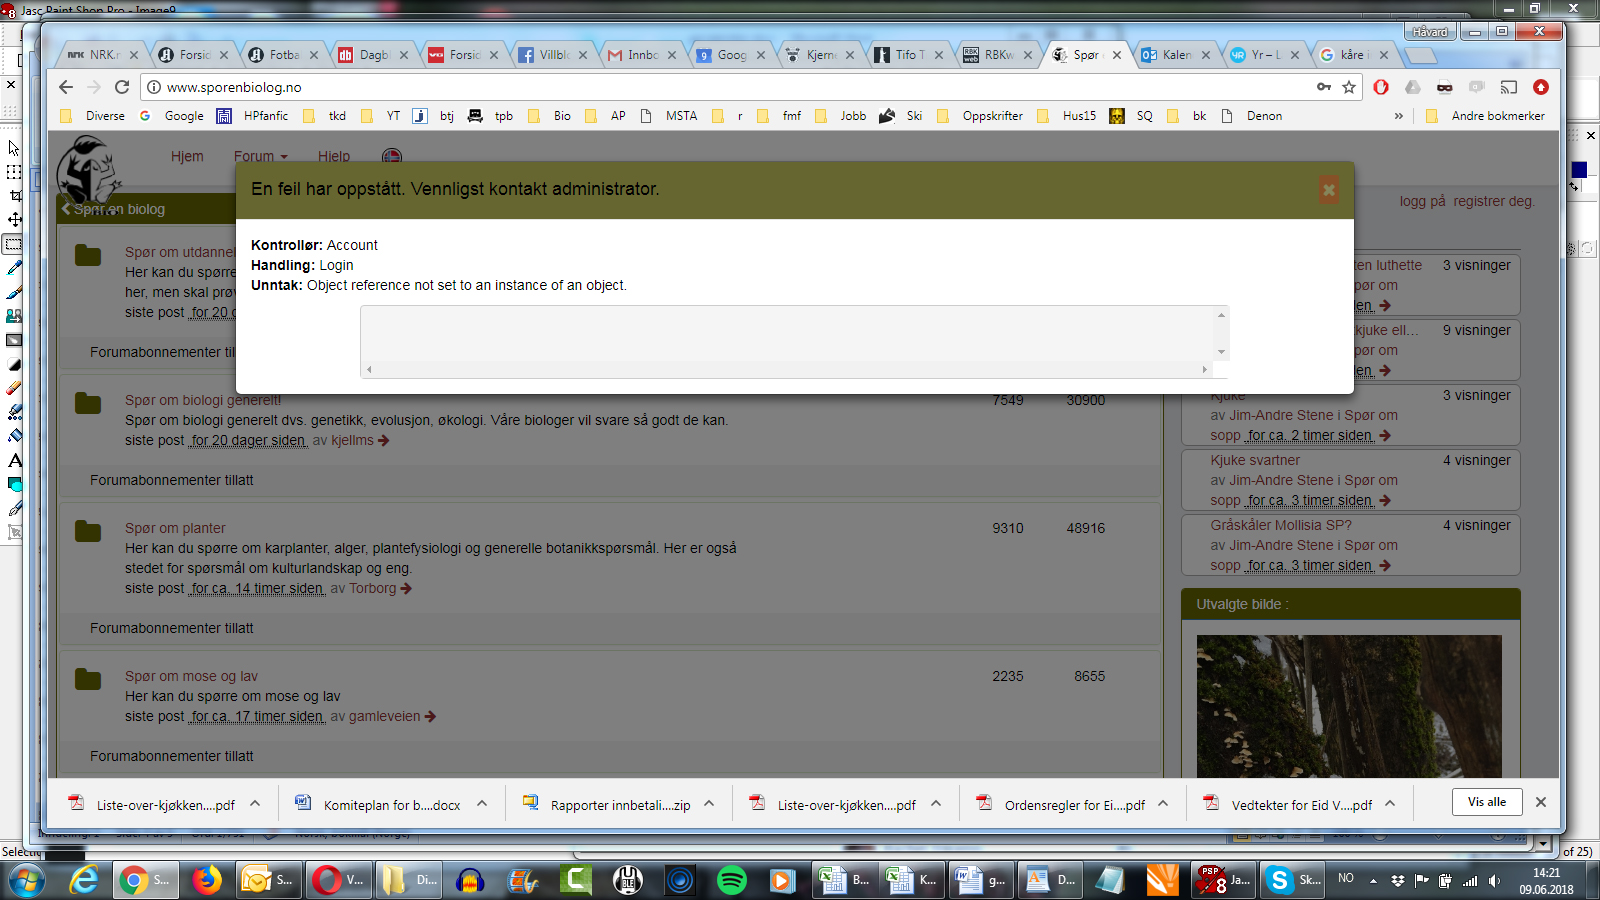 Jasc Paint Shop Pro - Image9
Håvard
NRK.r
Forsid
Fotba
Dagb
Forsid
Villblo
Innbo
Goog
Kjerne
Tifo T
RBKw
Spør
Kalen
Yr – L
kåre i
www.sporenbiolog.no
Diverse
Google
HPfanfic
tkd
YT
btj
tpb
Bio
AP
MSTA
r
fmf
Jobb
Ski
Oppskrifter
Hus15
SQ
bk
Denon
»
Andre bokmerker
Hjem
Forum
Hjelp
logg på registrer deg.
En feil har oppstått. Vennligst kontakt administrator.
Kontrollør: Account
Handling: Login
Unntak: Object reference not set to an instance of an object.
Spør en biolog
Spør om utdannel
Her kan du spørre
her, men skal prøv
siste post for 20 d
Forumabonnementer til
Spør om biologi generelt!
7549 30900
Spør om biologi generelt dvs. genetikk, evolusjon, økologi. Våre biologer vil svare så godt de kan.
siste post for 20 dager siden av kjellms
Forumabonnementer tillatt
Spør om planter
9310 48916
Her kan du spørre om karplanter, alger, plantefysiologi og generelle botanikkspørsmål. Her er også
stedet for spørsmål om kulturlandskap og eng.
siste post for ca. 14 timer siden av Torborg
Forumabonnementer tillatt
Spør om mose og lav
2235 8655
Her kan du spørre om mose og lav
siste post for ca. 17 timer siden av gamleveien
Forumabonnementer tillatt
ten luthette 3 visninger
pør om
den
kjuke ell... 9 visninger
pør om
den
Kjuke 3 visninger
av Jim-Andre Stene i Spør om
sopp for ca. 2 timer siden
Kjuke svartner 4 visninger
av Jim-Andre Stene i Spør om
sopp for ca. 3 timer siden
Gråskåler Mollisia SP? 4 visninger
av Jim-Andre Stene i Spør om
sopp for ca. 3 timer siden
Utvalgte bilde :
Liste-over-kjøkken....pdf
Komiteplan for b....docx
Rapporter innbetali....zip
Liste-over-kjøkken....pdf
Ordensregler for Ei....pdf
Vedtekter for Eid V....pdf
Vis alle
Selectic
of 25)
S...
S...
V...
Di...
B...
K...
g...
D...
Ja...
Sk...
NO
14:21
09.06.2018